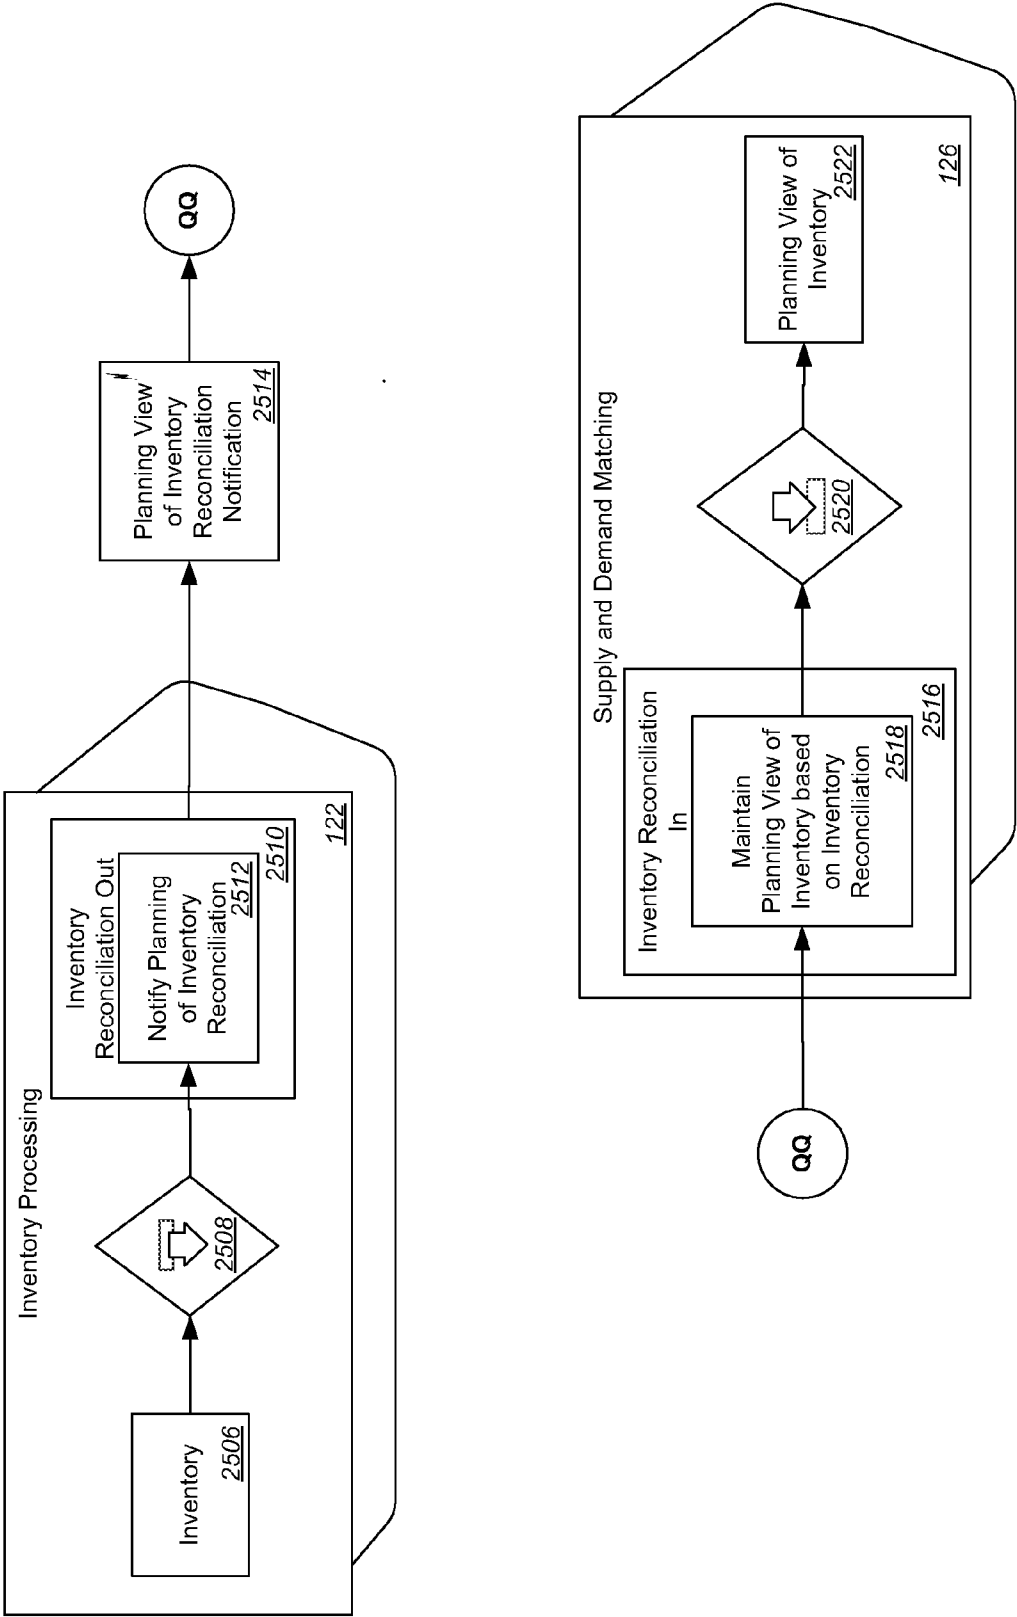 Inventory Processing
Inventory
2506
2508
Inventory
Reconciliation Out
Notify Planning
of Inventory
Reconciliation
2512
2510
122
Planning View
of Inventory
Reconciliation
Notification
2514
QQ
QQ
Supply and Demand Matching
Inventory Reconciliation
In
Maintain
Planning View of
Inventory based
on Inventory
Reconciliation
2518
2516
2520
Planning View of
Inventory
2522
126